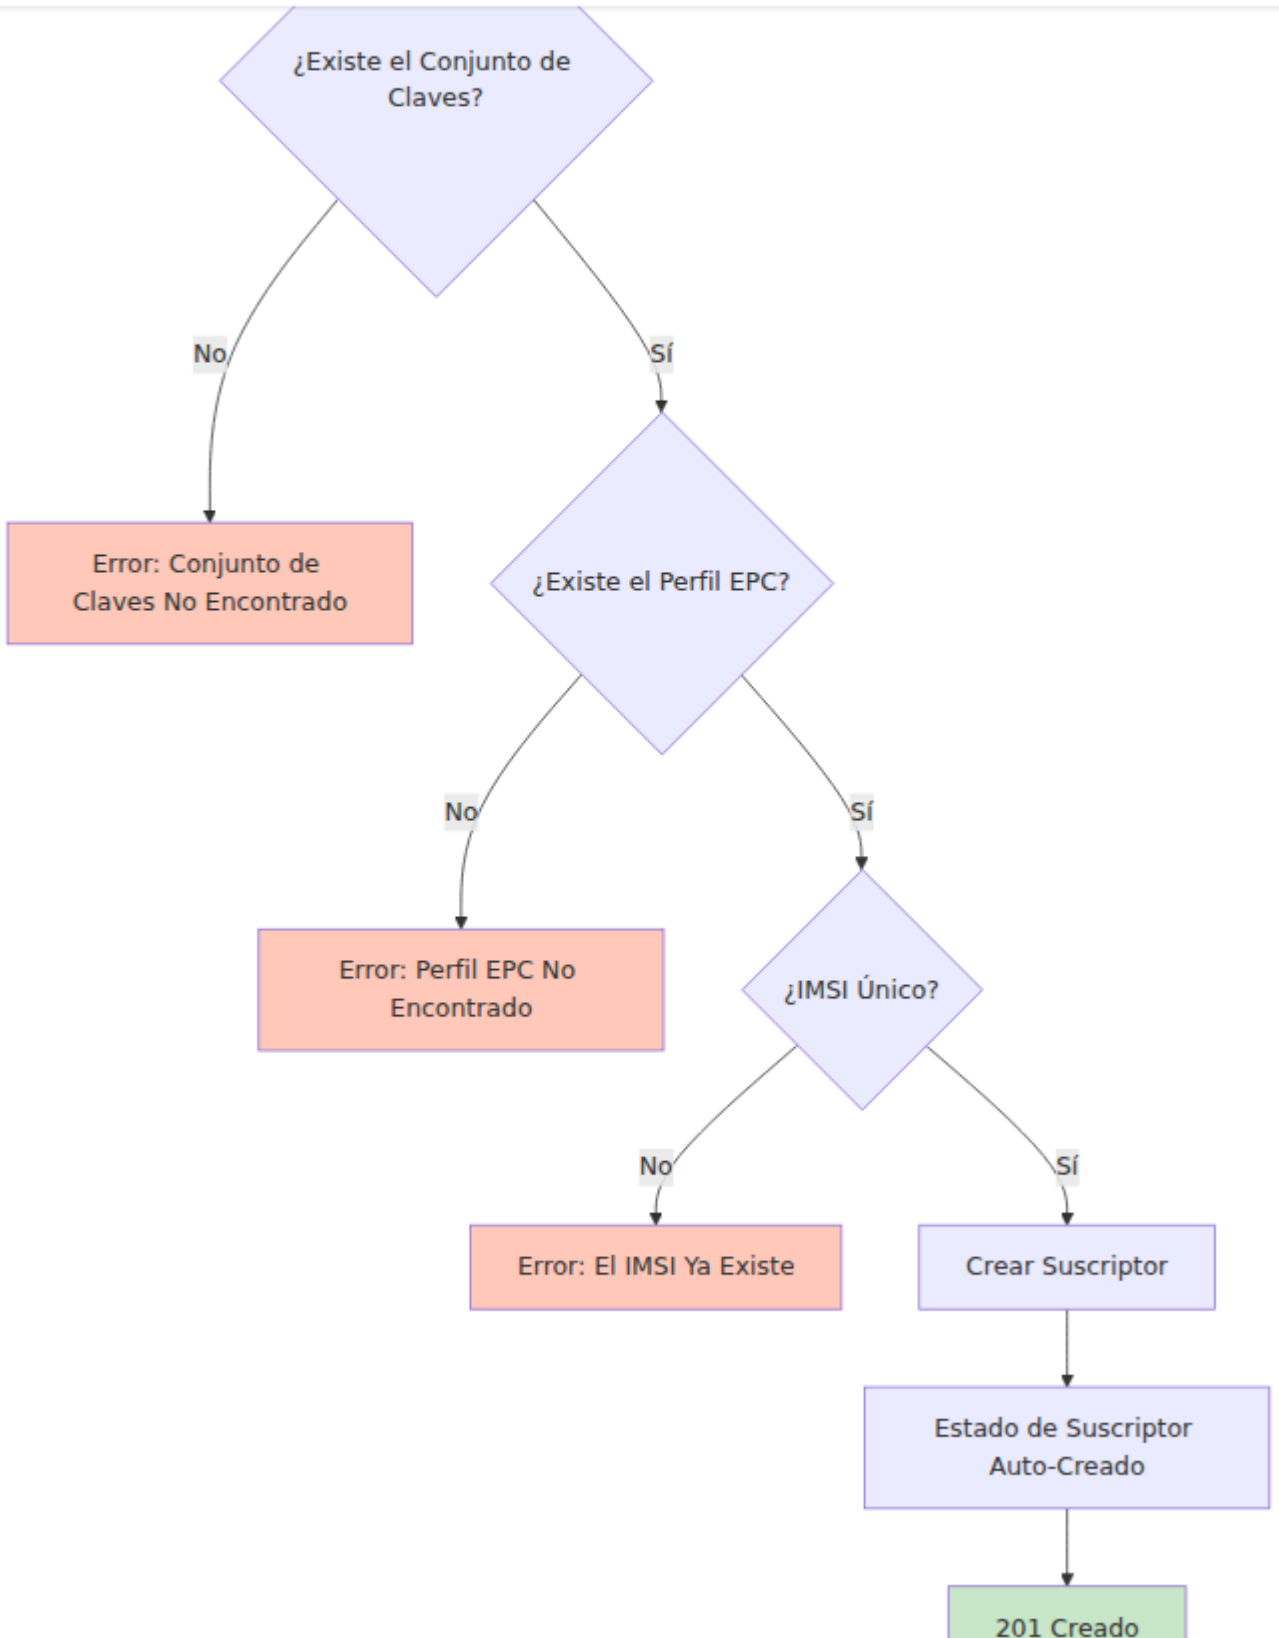 ¿Existe el Conjunto de
Claves?
No
Sí
Error: Conjunto de
Claves No Encontrado
¿Existe el Perfil EPC?
No
Sí
Error: Perfil EPC No
Encontrado
¿IMSI Único?
No
Sí
Error: El IMSI Ya Existe
Crear Suscriptor
Estado de Suscriptor
Auto-Creado
201 Creado